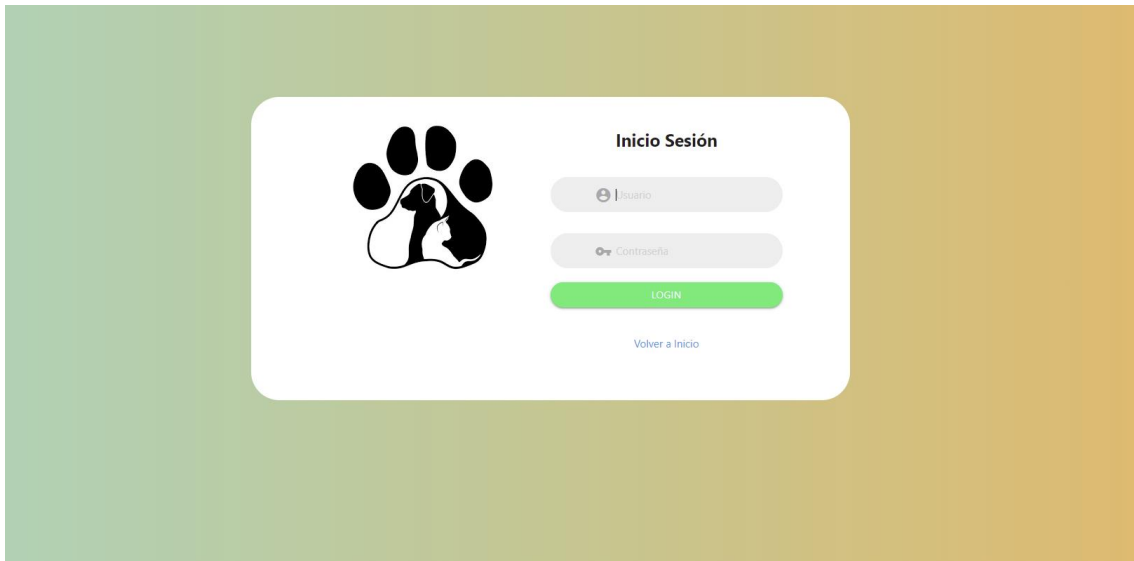 Inicio Sesión
Usuario
Contraseña
LOGIN
Volver a Inicio